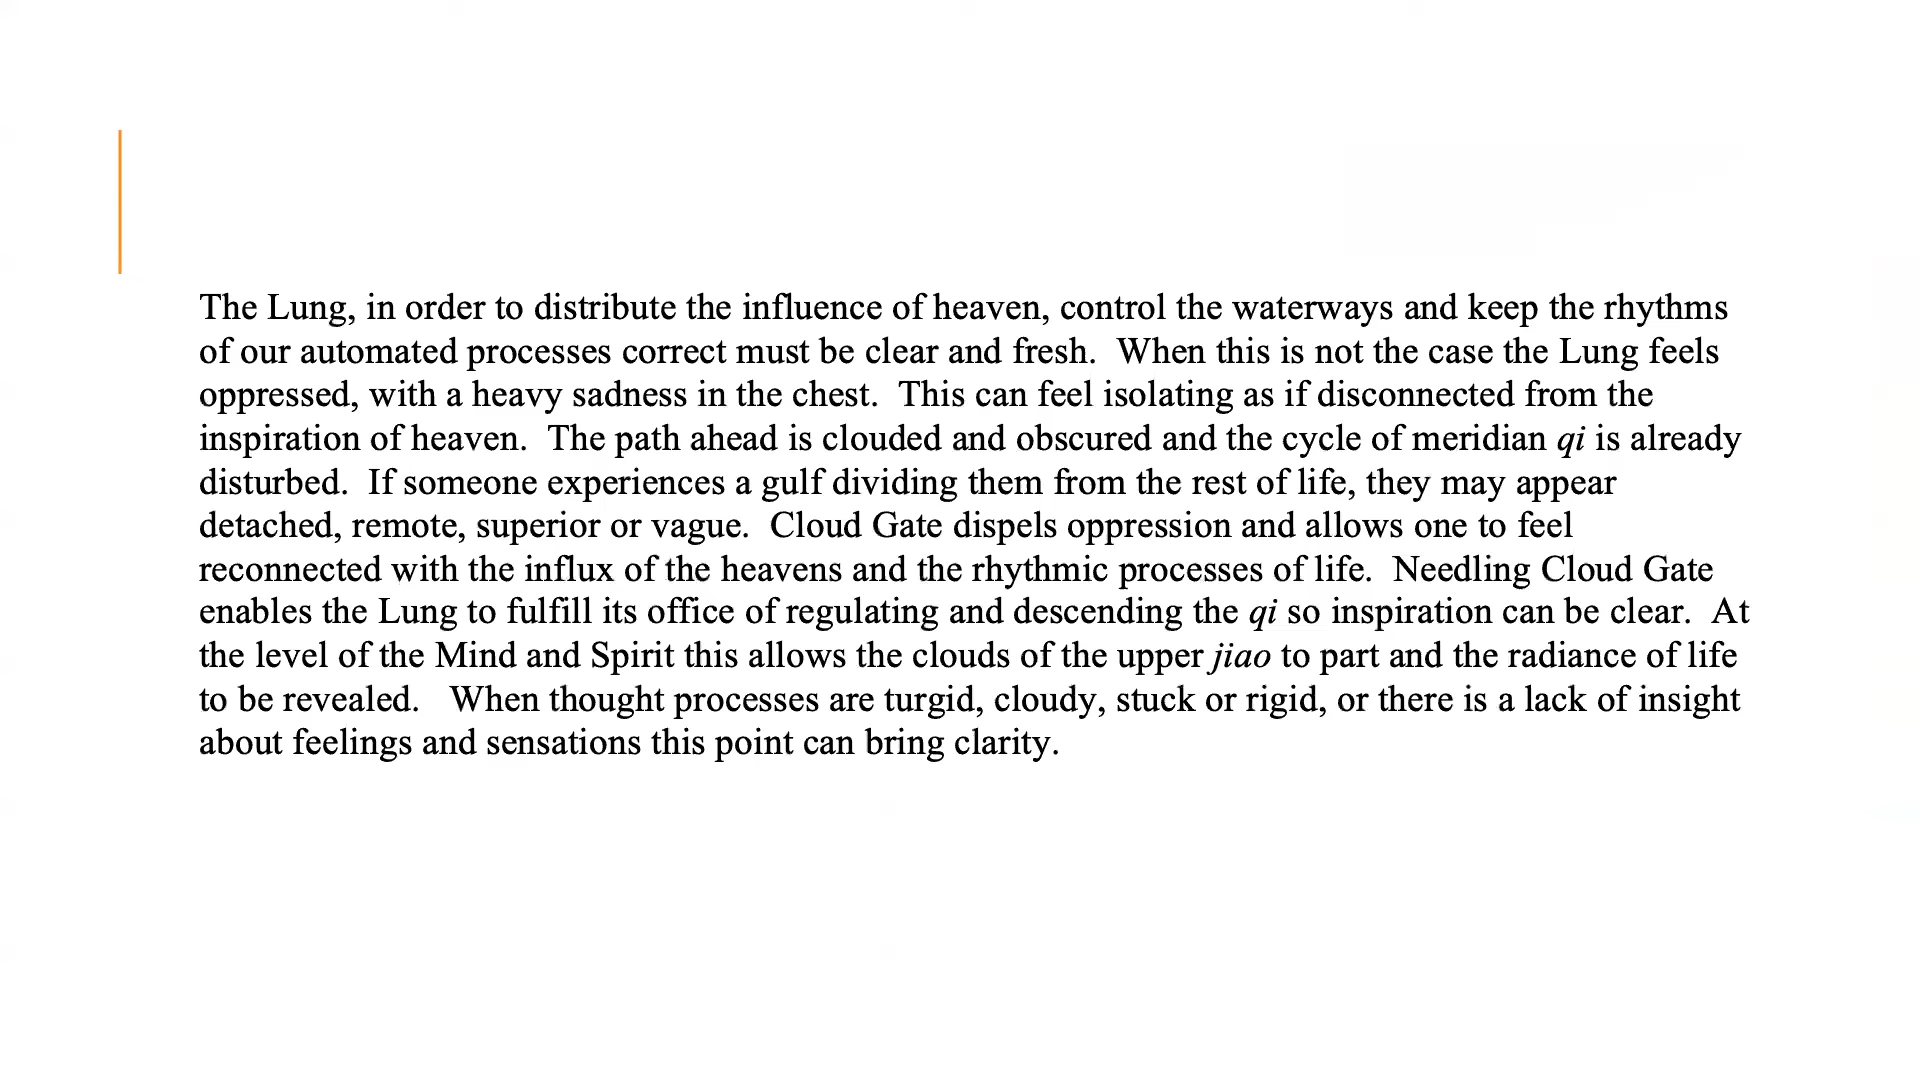 The Lung, in order to distribute the influence of heaven, control the waterways and keep the rhythms
of our automated processes correct must be clear and fresh.  When this is not the case the Lung feels
oppressed, with a heavy sadness in the chest.  This can feel isolating as if disconnected from the
inspiration of heaven.  The path ahead is clouded and obscured and the cycle of meridian qi is already
disturbed.  If someone experiences a gulf dividing them from the rest of life, they may appear
detached, remote, superior or vague.  Cloud Gate dispels oppression and allows one to feel
reconnected with the influx of the heavens and the rhythmic processes of life.  Needling Cloud Gate
enables the Lung to fulfill its office of regulating and descending the qi so inspiration can be clear.  At
the level of the Mind and Spirit this allows the clouds of the upper jiao to part and the radiance of life
to be revealed.   When thought processes are turgid, cloudy, stuck or rigid, or there is a lack of insight
about feelings and sensations this point can bring clarity.